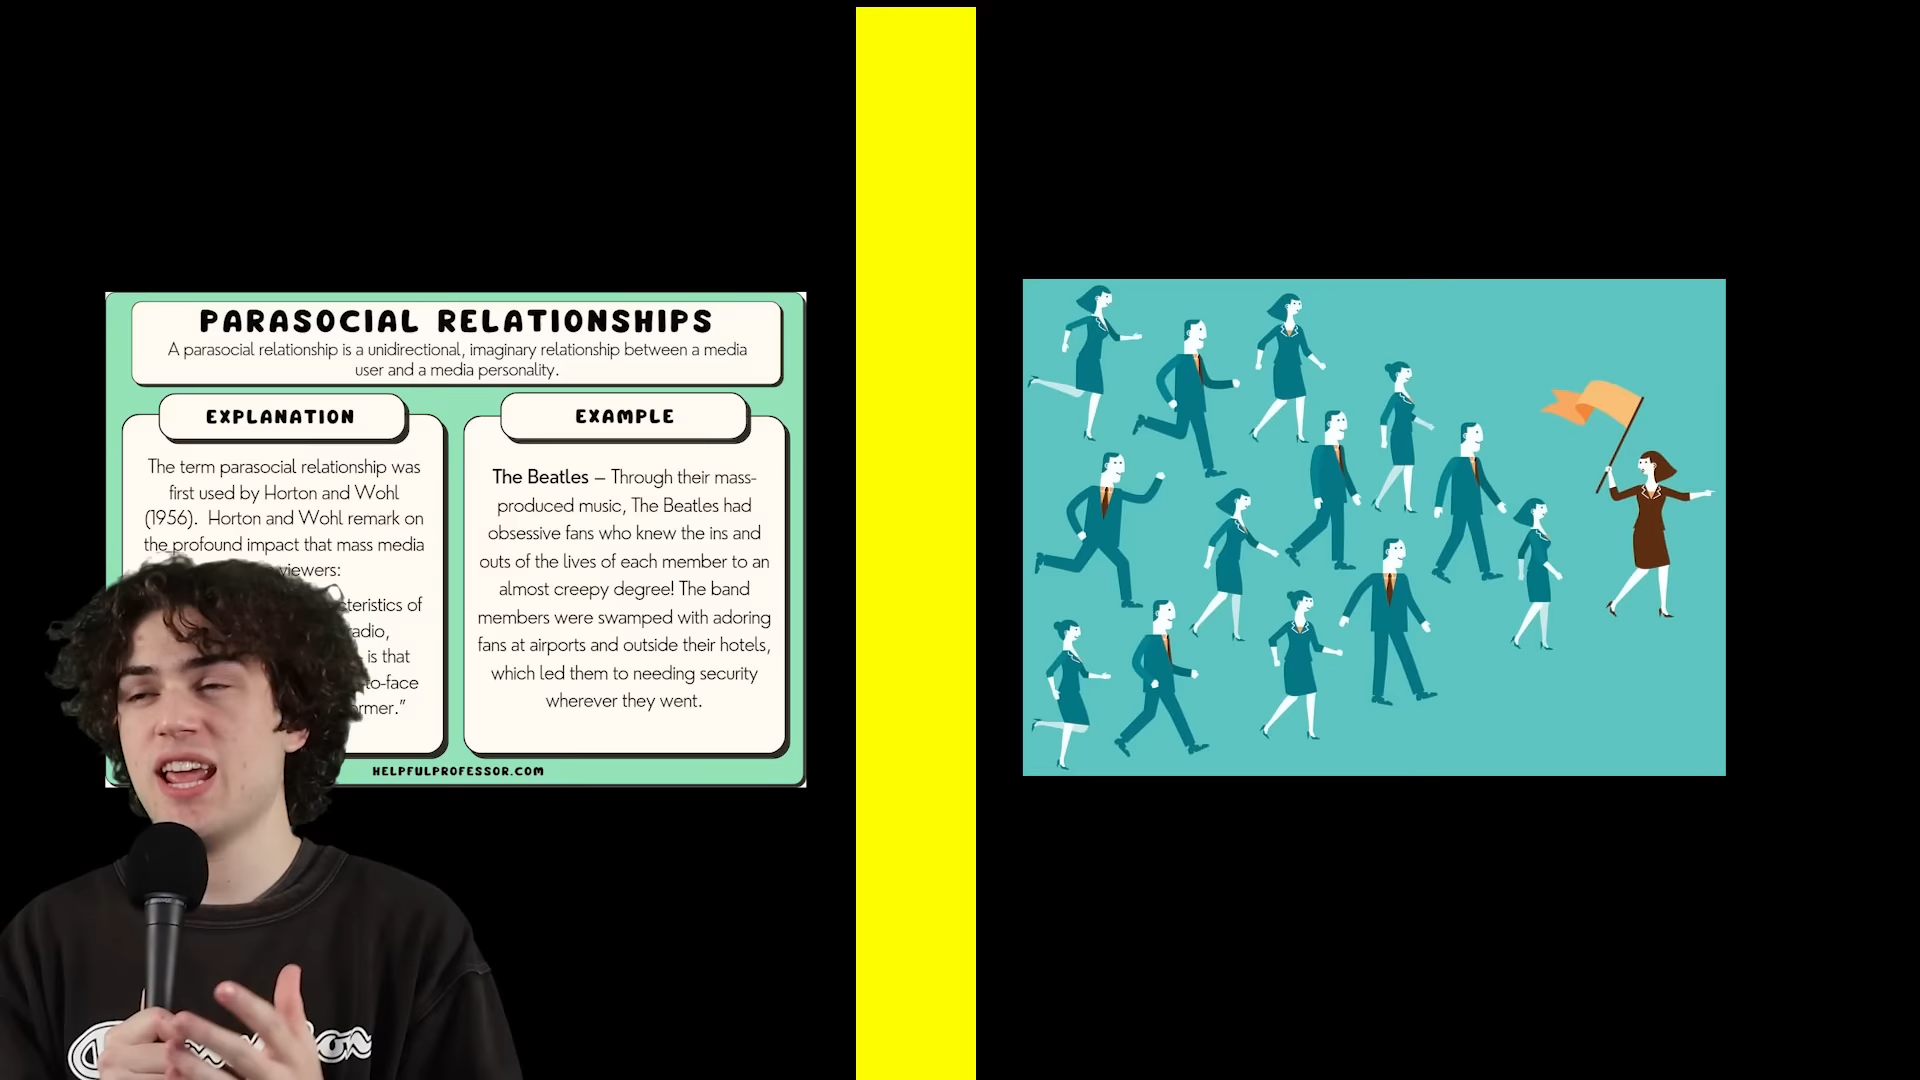 PARASOCIAL RELATIONSHIPS
A parasocial relationship is a unidirectional, imaginary relationship between a media
user and a media personality.
EXPLANATION
The term parasocial relationship was
first used by Horton and Wohl
(1956). Horton and Wohl remark on
the profound impact that mass media
viewers:
of
is that
EXAMPLE
The Beatles – Through their mass-
produced music, The Beatles had
obsessive fans who knew the ins and
outs of the lives of each member to an
almost creepy degree! The band
members were swamped with adoring
fans at airports and outside their hotels,
which led them to needing security
wherever they went.
HELPFULPROFESSOR.COM